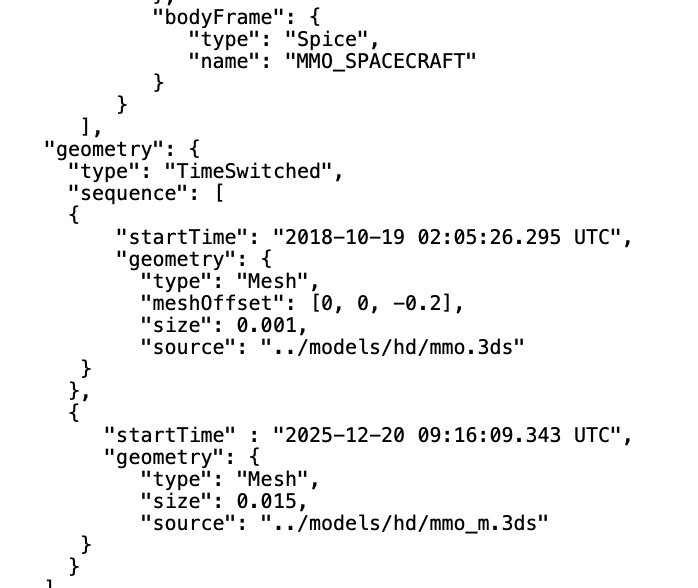 },
"bodyFrame": {
"type": "Spice",
"name": "MMO_SPACECRAFT"
}
}
],
"geometry": {
"type": "TimeSwitched",
"sequence": [
{
"startTime": "2018-10-19 02:05:26.295 UTC",
"geometry": {
"type": "Mesh",
"meshOffset": [0, 0, -0.2],
"size": 0.001,
"source": "../models/hd/mmo.3ds"
}
},
{
"startTime" : "2025-12-20 09:16:09.343 UTC",
"geometry": {
"type": "Mesh",
"size": 0.015,
"source": "../models/hd/mmo_m.3ds"
}
}
]